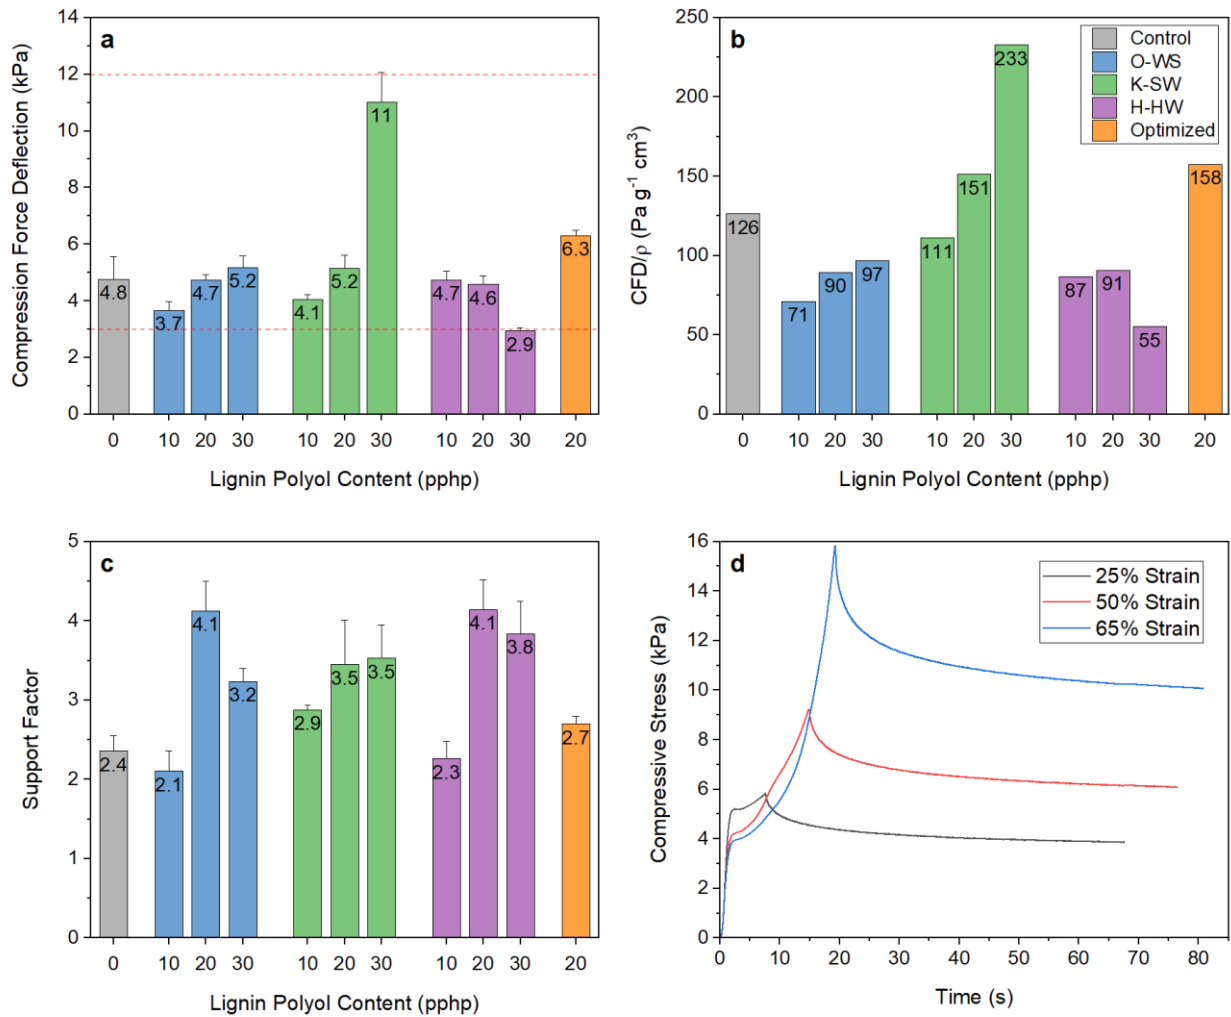 a
Compression Force Deflection (kPa)
14
12
10
8
6
4
2
0
4.8
3.7
4.7
5.2
4.1
5.2
11
4.7
4.6
2.9
6.3
0 10 20 30 10 20 30 10 20 30 20
Lignin Polyol Content (pphp)
b
CFD/ρ (Pa g⁻¹ cm³)
250
200
150
100
50
0
Control
O-WS
K-SW
H-HW
Optimized
126
71
90
97
111
151
233
87
91
55
158
0 10 20 30 10 20 30 10 20 30 20
Lignin Polyol Content (pphp)
c
Support Factor
5
4
3
2
1
0
2.4
2.1
4.1
3.2
2.9
3.5
3.5
2.3
4.1
3.8
2.7
0 10 20 30 10 20 30 10 20 30 20
Lignin Polyol Content (pphp)
d
Compressive Stress (kPa)
16
14
12
10
8
6
4
2
0
25% Strain
50% Strain
65% Strain
0 10 20 30 40 50 60 70 80
Time (s)